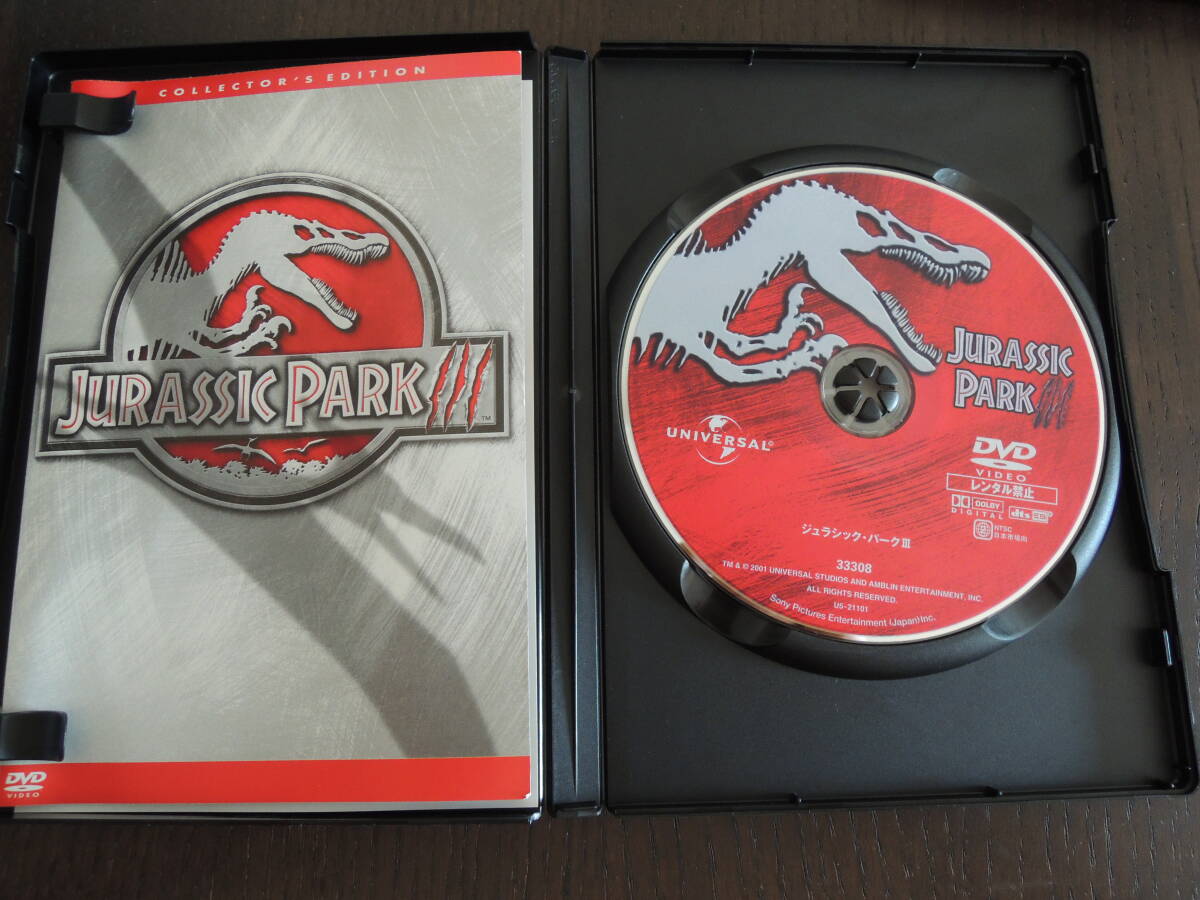 COLLECTOR'S EDITION
JURASSIC PARK III
TM
DVD
VIDEO
JURASSIC
PARK III
UNIVERSAL
DVD
VIDEO
レンタル禁止
DOLBY
DIGITAL
dts
NTSC
日本市場向
ジュラシック・パークⅢ
33308
TM & © 2001 UNIVERSAL STUDIOS AND AMBLIN ENTERTAINMENT, INC.
ALL RIGHTS RESERVED.
US-21101
Sony Pictures Entertainment (Japan) Inc.